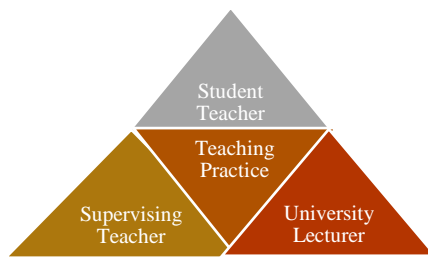 Student
Teacher
Teaching
Practice
Supervising
Teacher
University
Lecturer